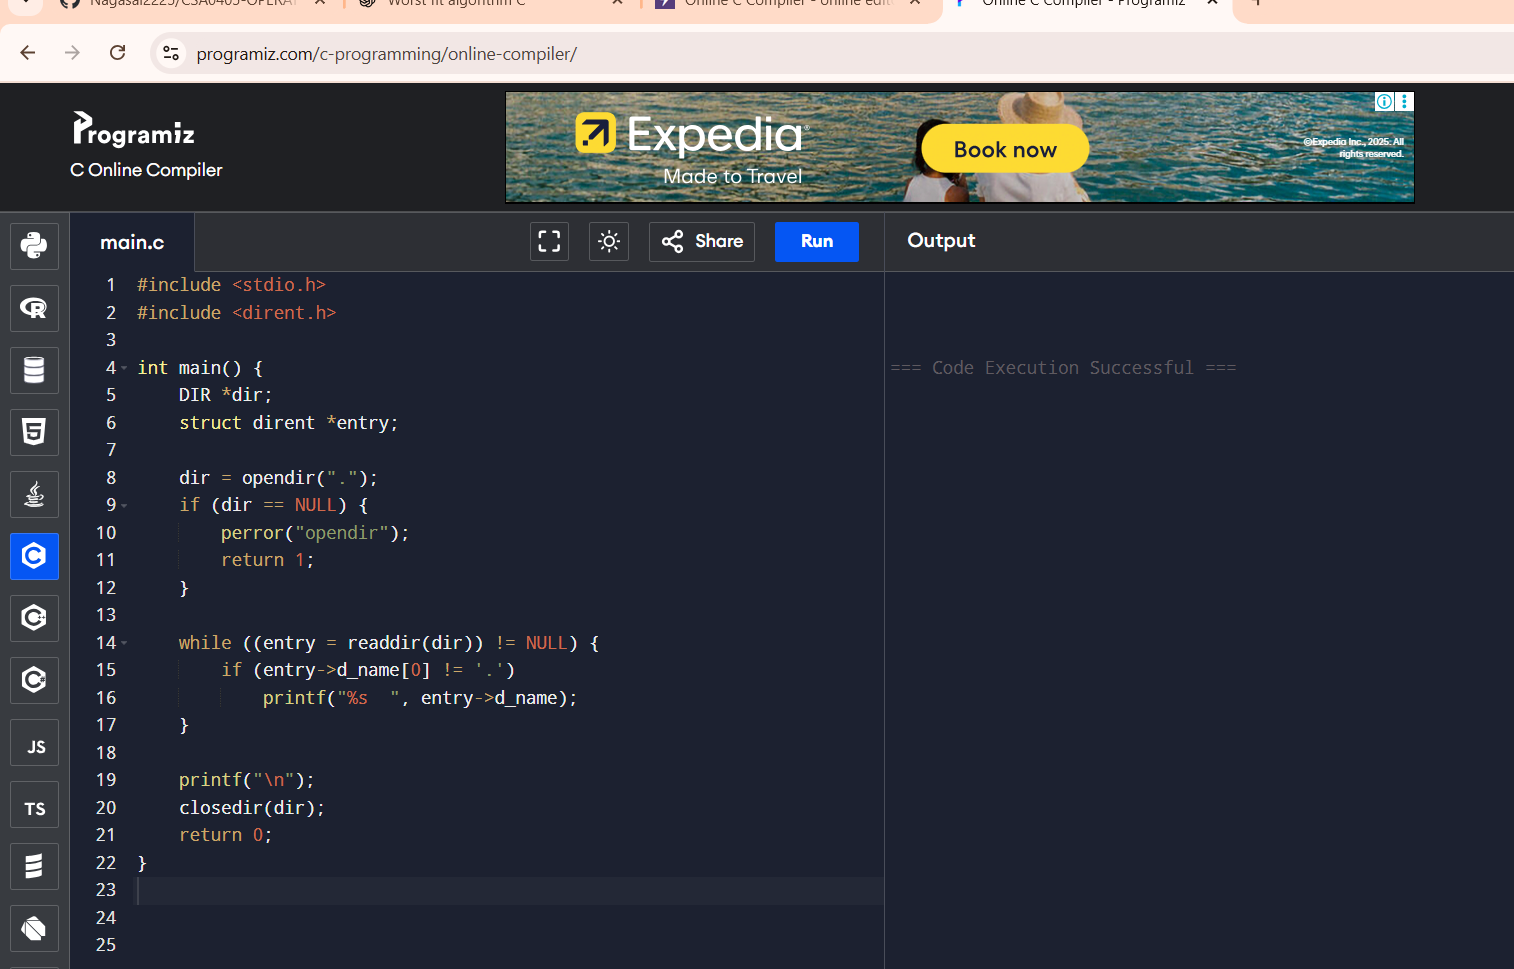 Nagasai2225/CSA0405-OPERAT
Worst fit algorithm C
Online C Compiler - online edit
Online C Compiler - Programiz
programiz.com/c-programming/online-compiler/
Programiz
C Online Compiler
Expedia
Made to Travel
Book now
©Expedia Inc., 2025. All
rights reserved.
main.c
Share
Run
Output
1 #include <stdio.h>
2 #include <dirent.h>
3
4 int main() {
5 DIR *dir;
6 struct dirent *entry;
7
8 dir = opendir(".");
9 if (dir == NULL) {
10 perror("opendir");
11 return 1;
12 }
13
14 while ((entry = readdir(dir)) != NULL) {
15 if (entry->d_name[0] != '.')
16 printf("%s  ", entry->d_name);
17 }
18
19 printf("\n");
20 closedir(dir);
21 return 0;
22 }
23
24
25
=== Code Execution Successful ===
R
5
C
C++
C#
JS
TS